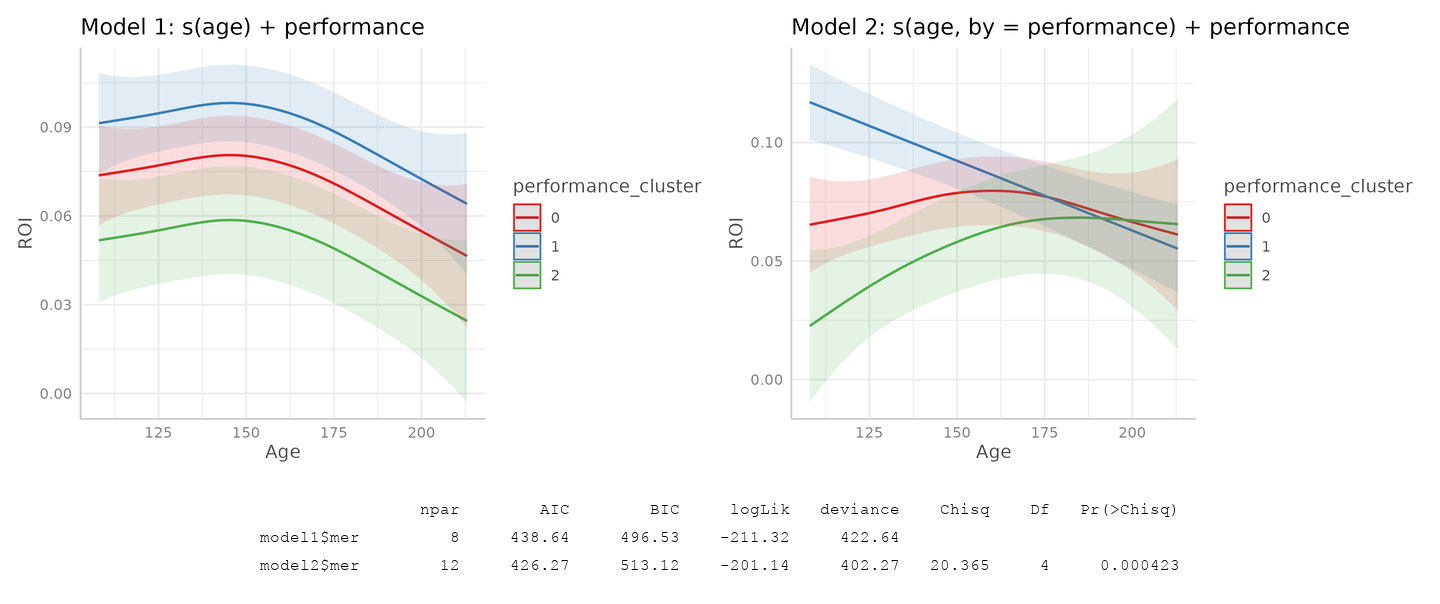 Model 1: s(age) + performance
0.09
0.06
0.03
0.00
ROI
125 150 175 200
Age
performance_cluster
0
1
2
Model 2: s(age, by = performance) + performance
0.10
0.05
0.00
ROI
125 150 175 200
Age
performance_cluster
0
1
2
npar AIC BIC logLik deviance Chisq Df Pr(>Chisq)
model1$mer 8 438.64 496.53 -211.32 422.64
model2$mer 12 426.27 513.12 -201.14 402.27 20.365 4 0.000423